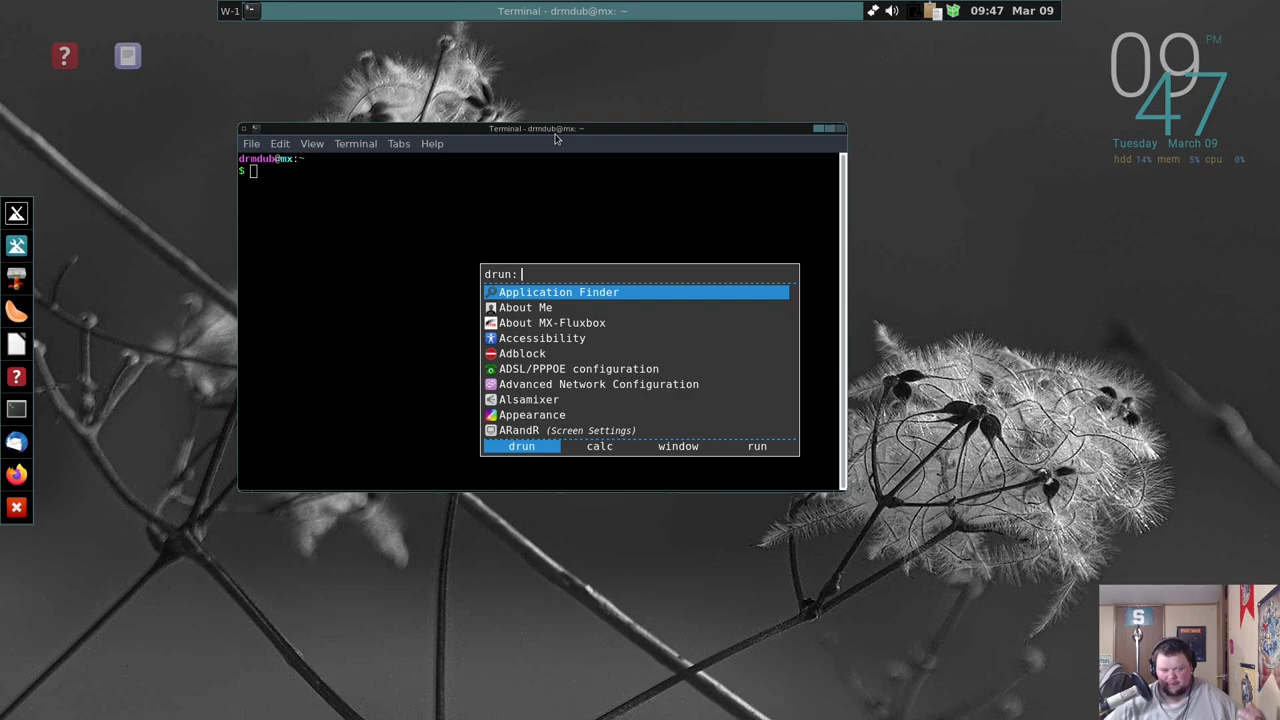 W-1
Terminal - drmdub@mx: ~
09:47 Mar 09
09 PM
47
Tuesday March 09
hdd 14% mem 5% cpu 0%
Terminal - drmdub@mx: ~
File Edit View Terminal Tabs Help
drmdub@mx:~
$
drun:
Application Finder
About Me
About MX-Fluxbox
Accessibility
Adblock
ADSL/PPPOE configuration
Advanced Network Configuration
Alsamixer
Appearance
ARandR (Screen Settings)
drun calc window run
S